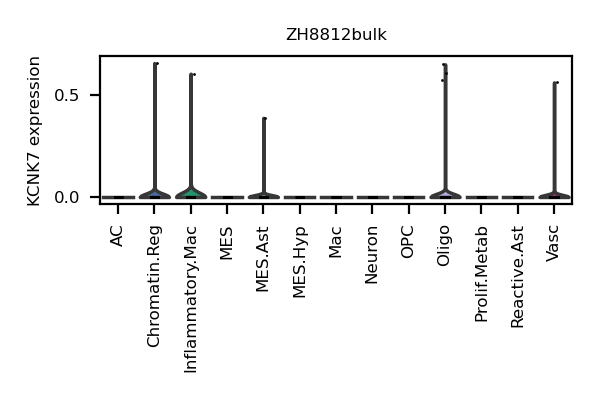 ZH8812bulk
KCNK7 expression
0.5
0.0
AC
Chromatin.Reg
Inflammatory.Mac
MES
MES.Ast
MES.Hyp
Mac
Neuron
OPC
Oligo
Prolif.Metab
Reactive.Ast
Vasc